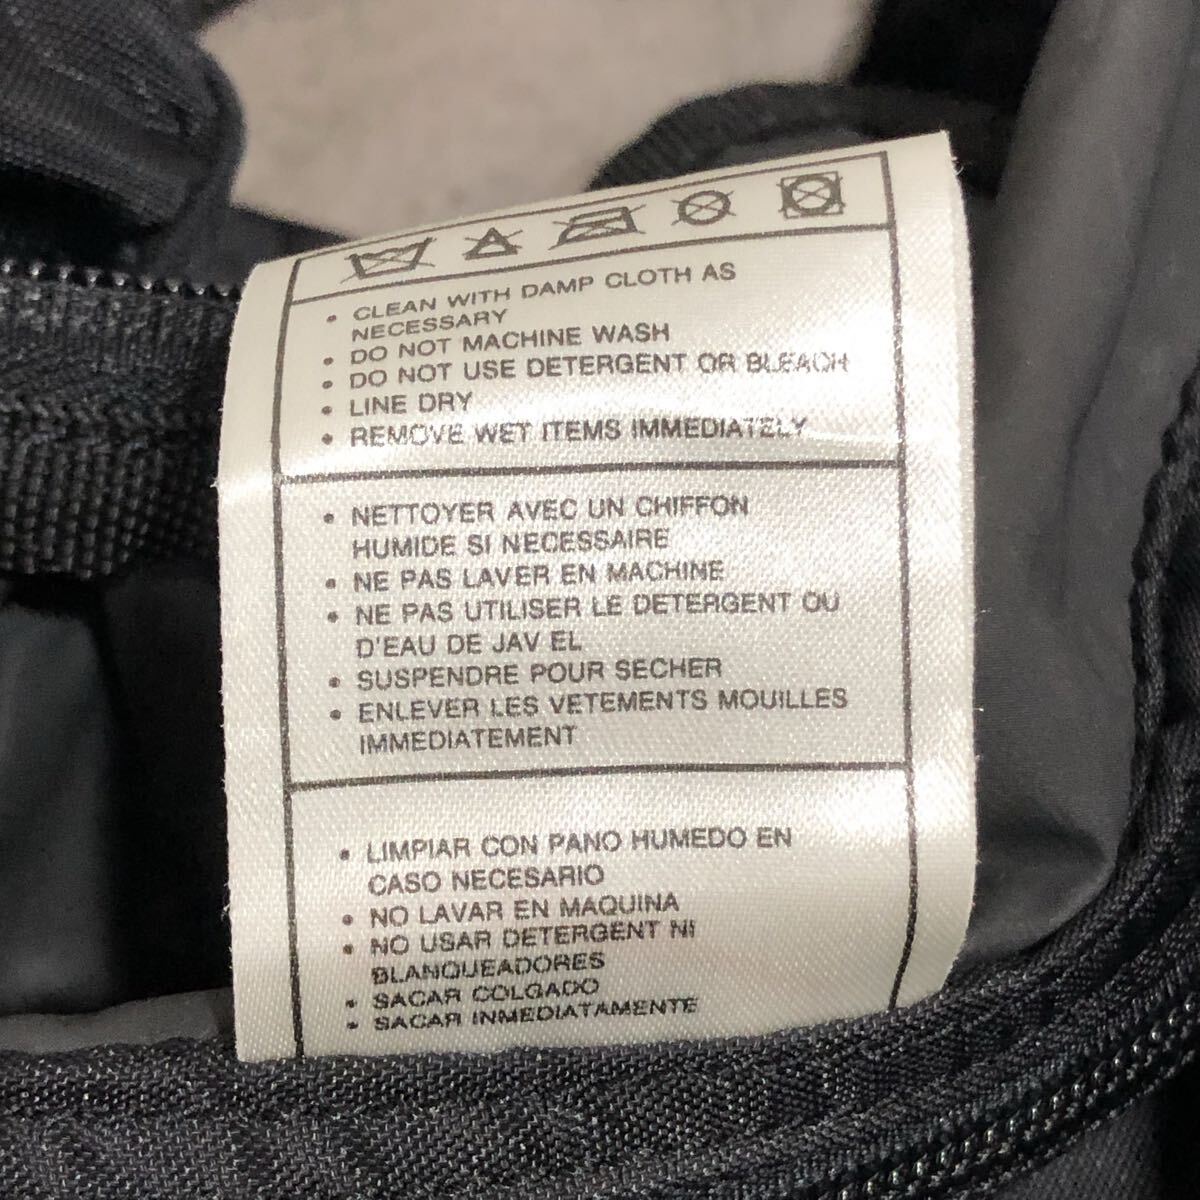 • CLEAN WITH DAMP CLOTH AS
NECESSARY
• DO NOT MACHINE WASH
• DO NOT USE DETERGENT OR BLEACH
• LINE DRY
• REMOVE WET ITEMS IMMEDIATELY
• NETTOYER AVEC UN CHIFFON
HUMIDE SI NECESSAIRE
• NE PAS LAVER EN MACHINE
• NE PAS UTILISER LE DETERGENT OU
D'EAU DE JAV EL
• SUSPENDRE POUR SECHER
• ENLEVER LES VETEMENTS MOUILLES
IMMEDIATEMENT
• LIMPIAR CON PANO HUMEDO EN
CASO NECESARIO
• NO LAVAR EN MAQUINA
• NO USAR DETERGENT NI
BLANQUEADORES
• SACAR COLGADO
• SACAR INMEDIATAMENTE